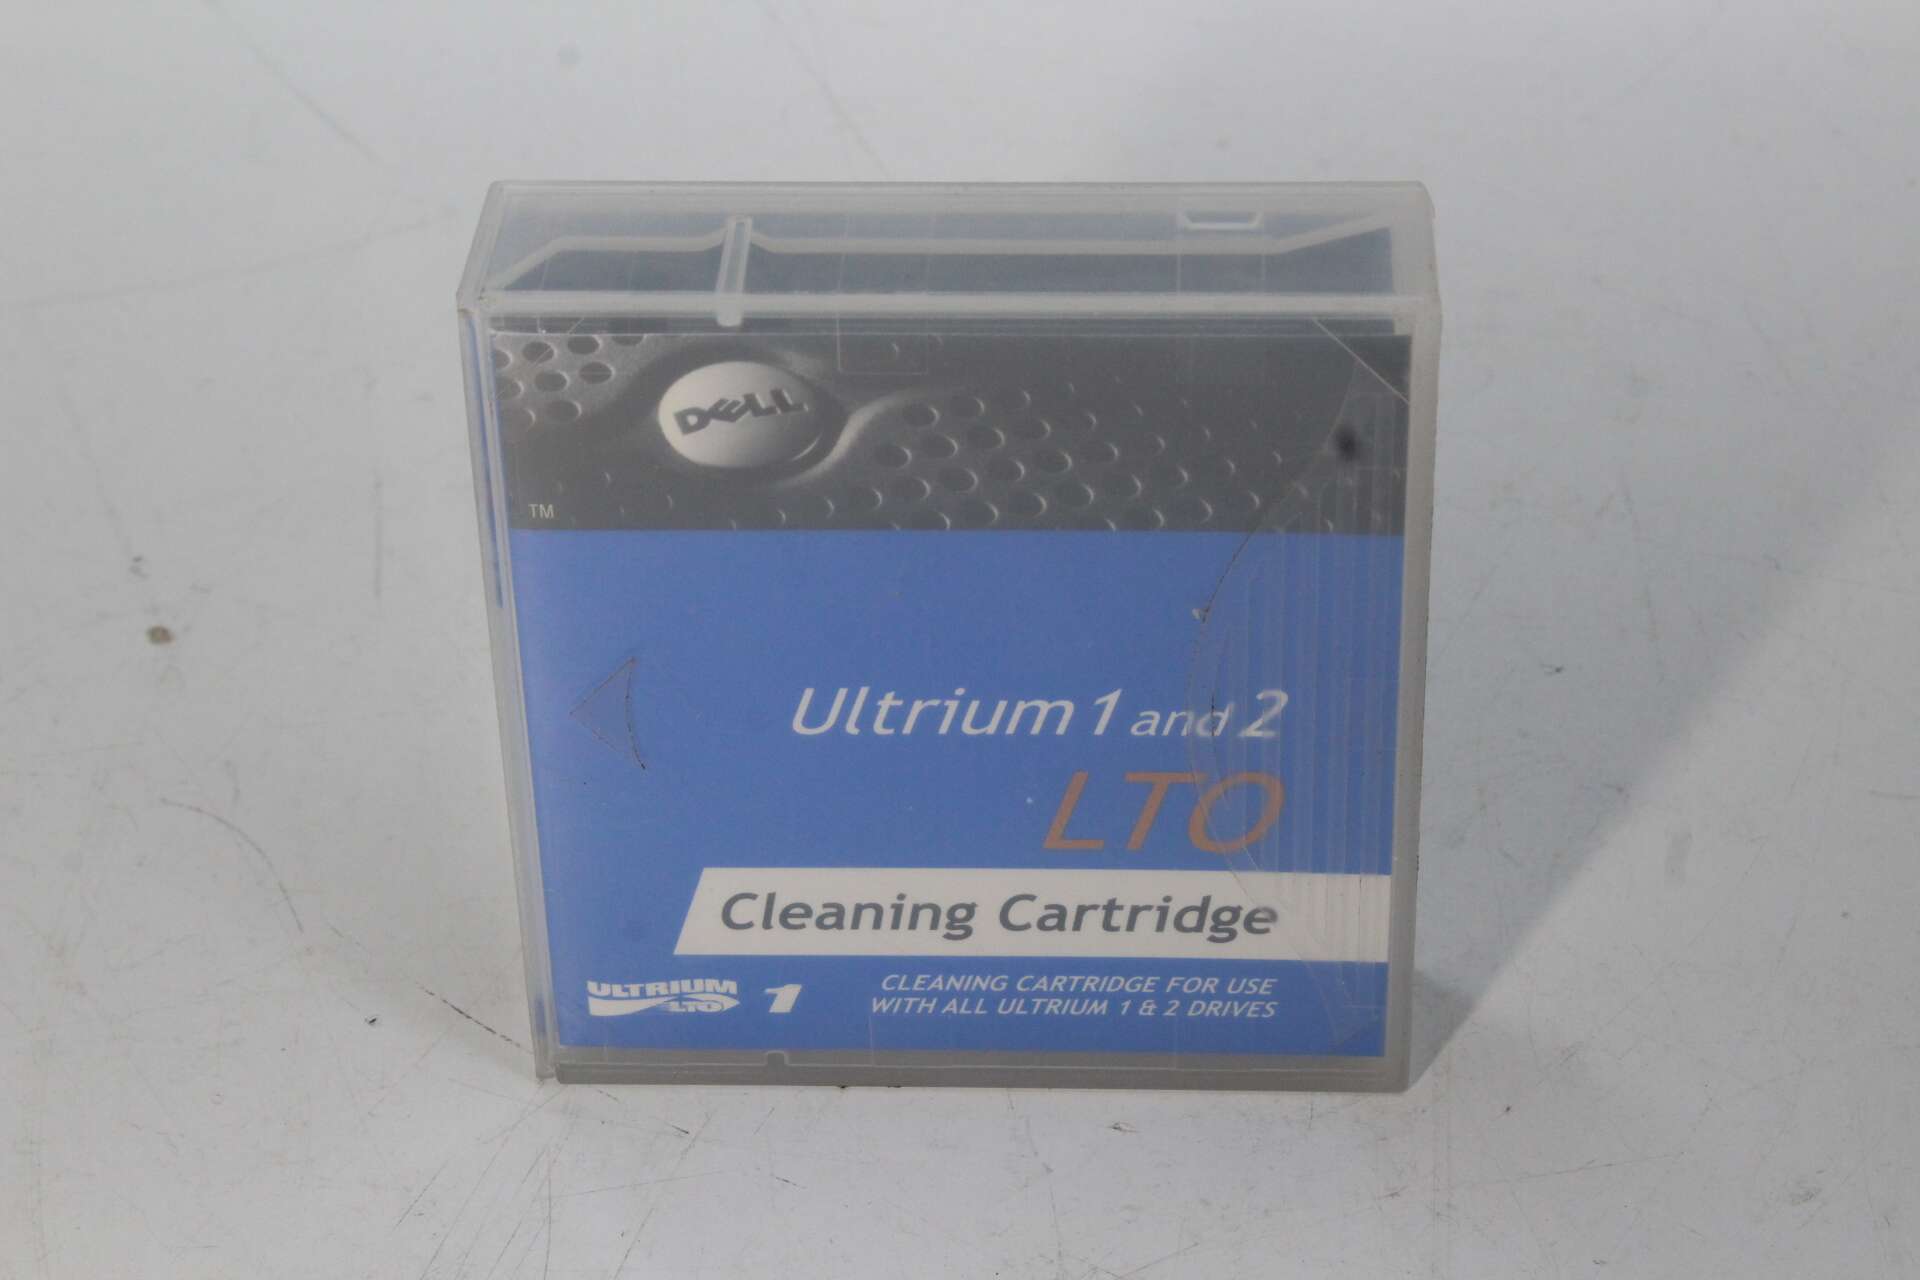 DELL
TM
Ultrium 1 and 2
LTO
Cleaning Cartridge
ULTRIUM
LTO
1
CLEANING CARTRIDGE FOR USE
WITH ALL ULTRIUM 1 & 2 DRIVES